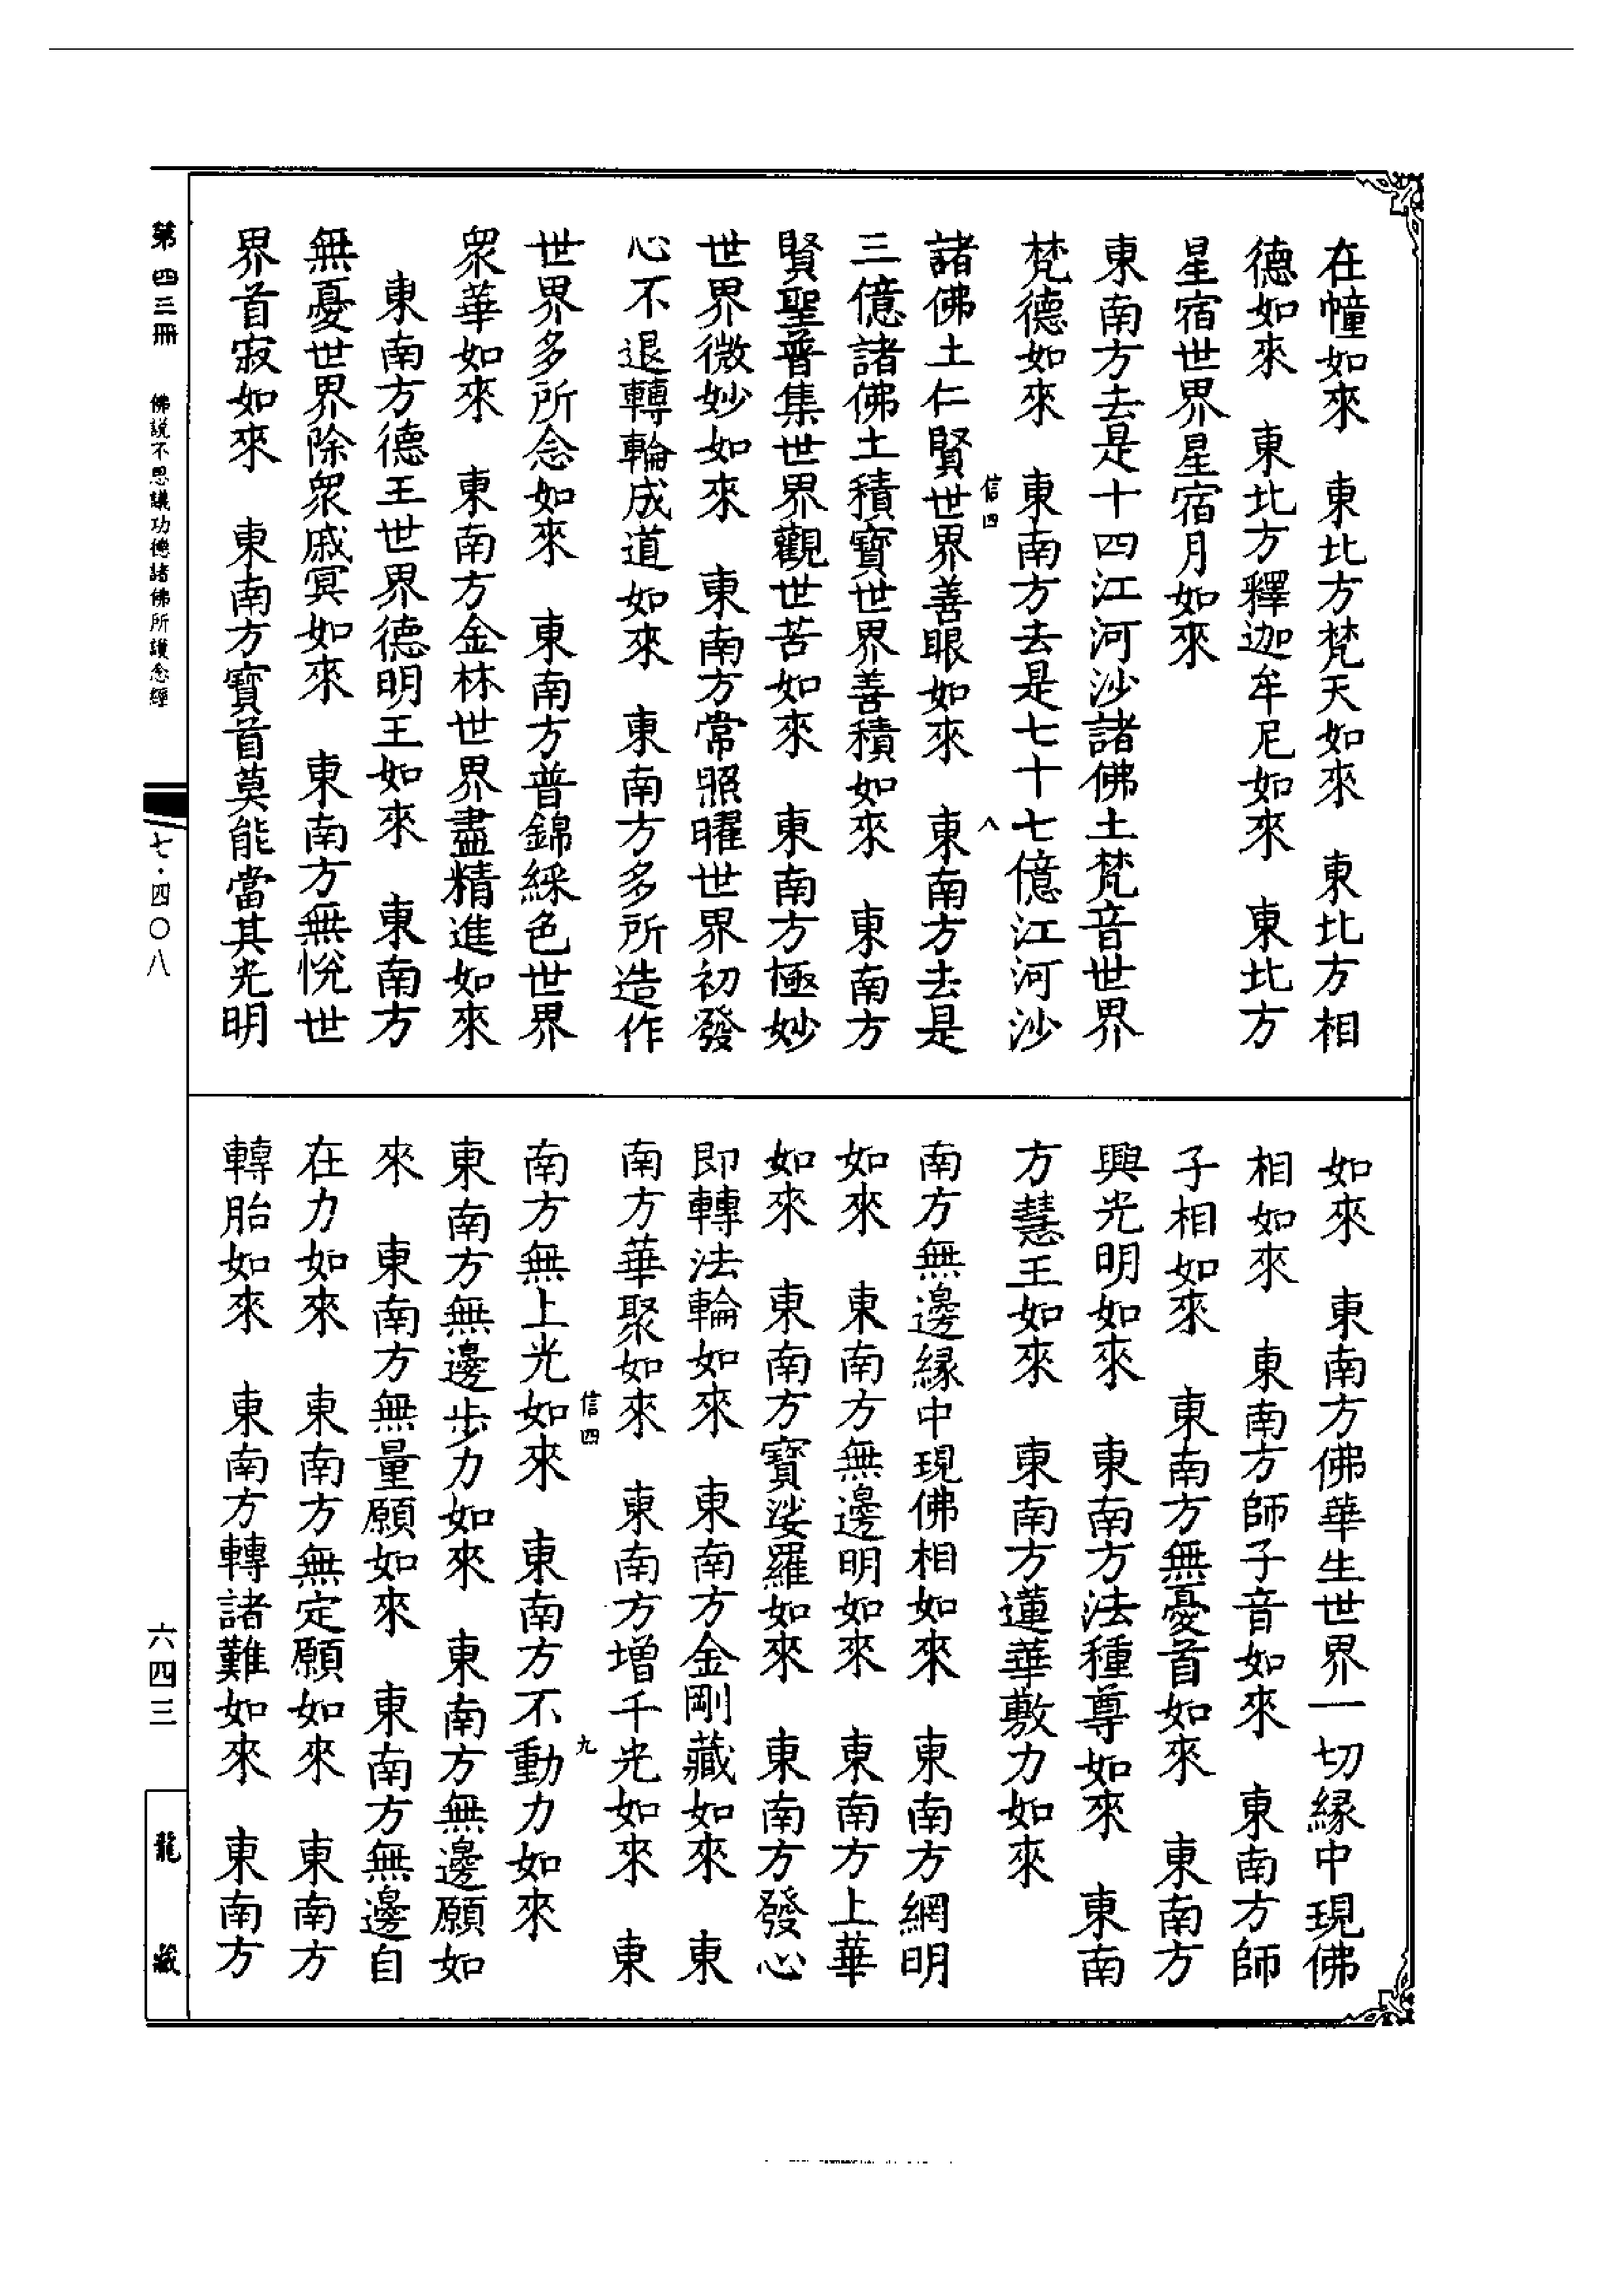 在幢如來　東北方梵天如來　東北方相
德如來　東北方釋迦牟尼如來　東北方
星宿世界星宿月如來
東南方去是十四江河沙諸佛土梵音世界
梵德如來　東南方去是七十七億江河沙
信四　八
諸佛土仁賢世界善眼如來　東南方去是
三億諸佛土積寶世界善積如來　東南方
賢聖普集世界觀世苦如來　東南方極妙
世界微妙如來　東南方常照曜世界初發
心不退轉輪成道如來　東南方多所造作
世界多所念如來　東南方普錦綵色世界
眾華如來　東南方金林世界盡精進如來
東南方德王世界德明王如來　東南方
無憂世界除眾戚冥如來　東南方無悅世
界首寂如來　東南方寶首莫能當其光明
如來　東南方佛華生世界一切緣中現佛
相如來　東南方師子音如來　東南方師
子相如來　東南方無憂首如來　東南方
興光明如來　東南方法種尊如來　東南
方慧王如來　東南方蓮華敷力如來
南方無邊緣中現佛相如來　東南方網明
如來　東南方無邊明如來　東南方上華
如來　東南方寶娑羅如來　東南方發心
即轉法輪如來　東南方金剛藏如來　東
南方華聚如來　東南方增千光如來　東
信四　九
南方無上光如來　東南方不動力如來
東南方無邊步力如來　東南方無邊願如
來　東南方無量願如來　東南方無邊自
在力如來　東南方無定願如來　東南方
轉胎如來　東南方轉諸難如來　東南方
第四三冊　佛說不思議功德諸佛所護念經　七・四〇八　六四三　龍藏